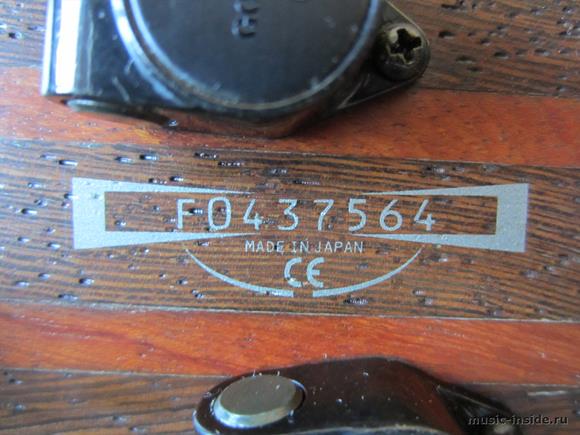 F0437564
MADE IN JAPAN
CE
music-inside.ru